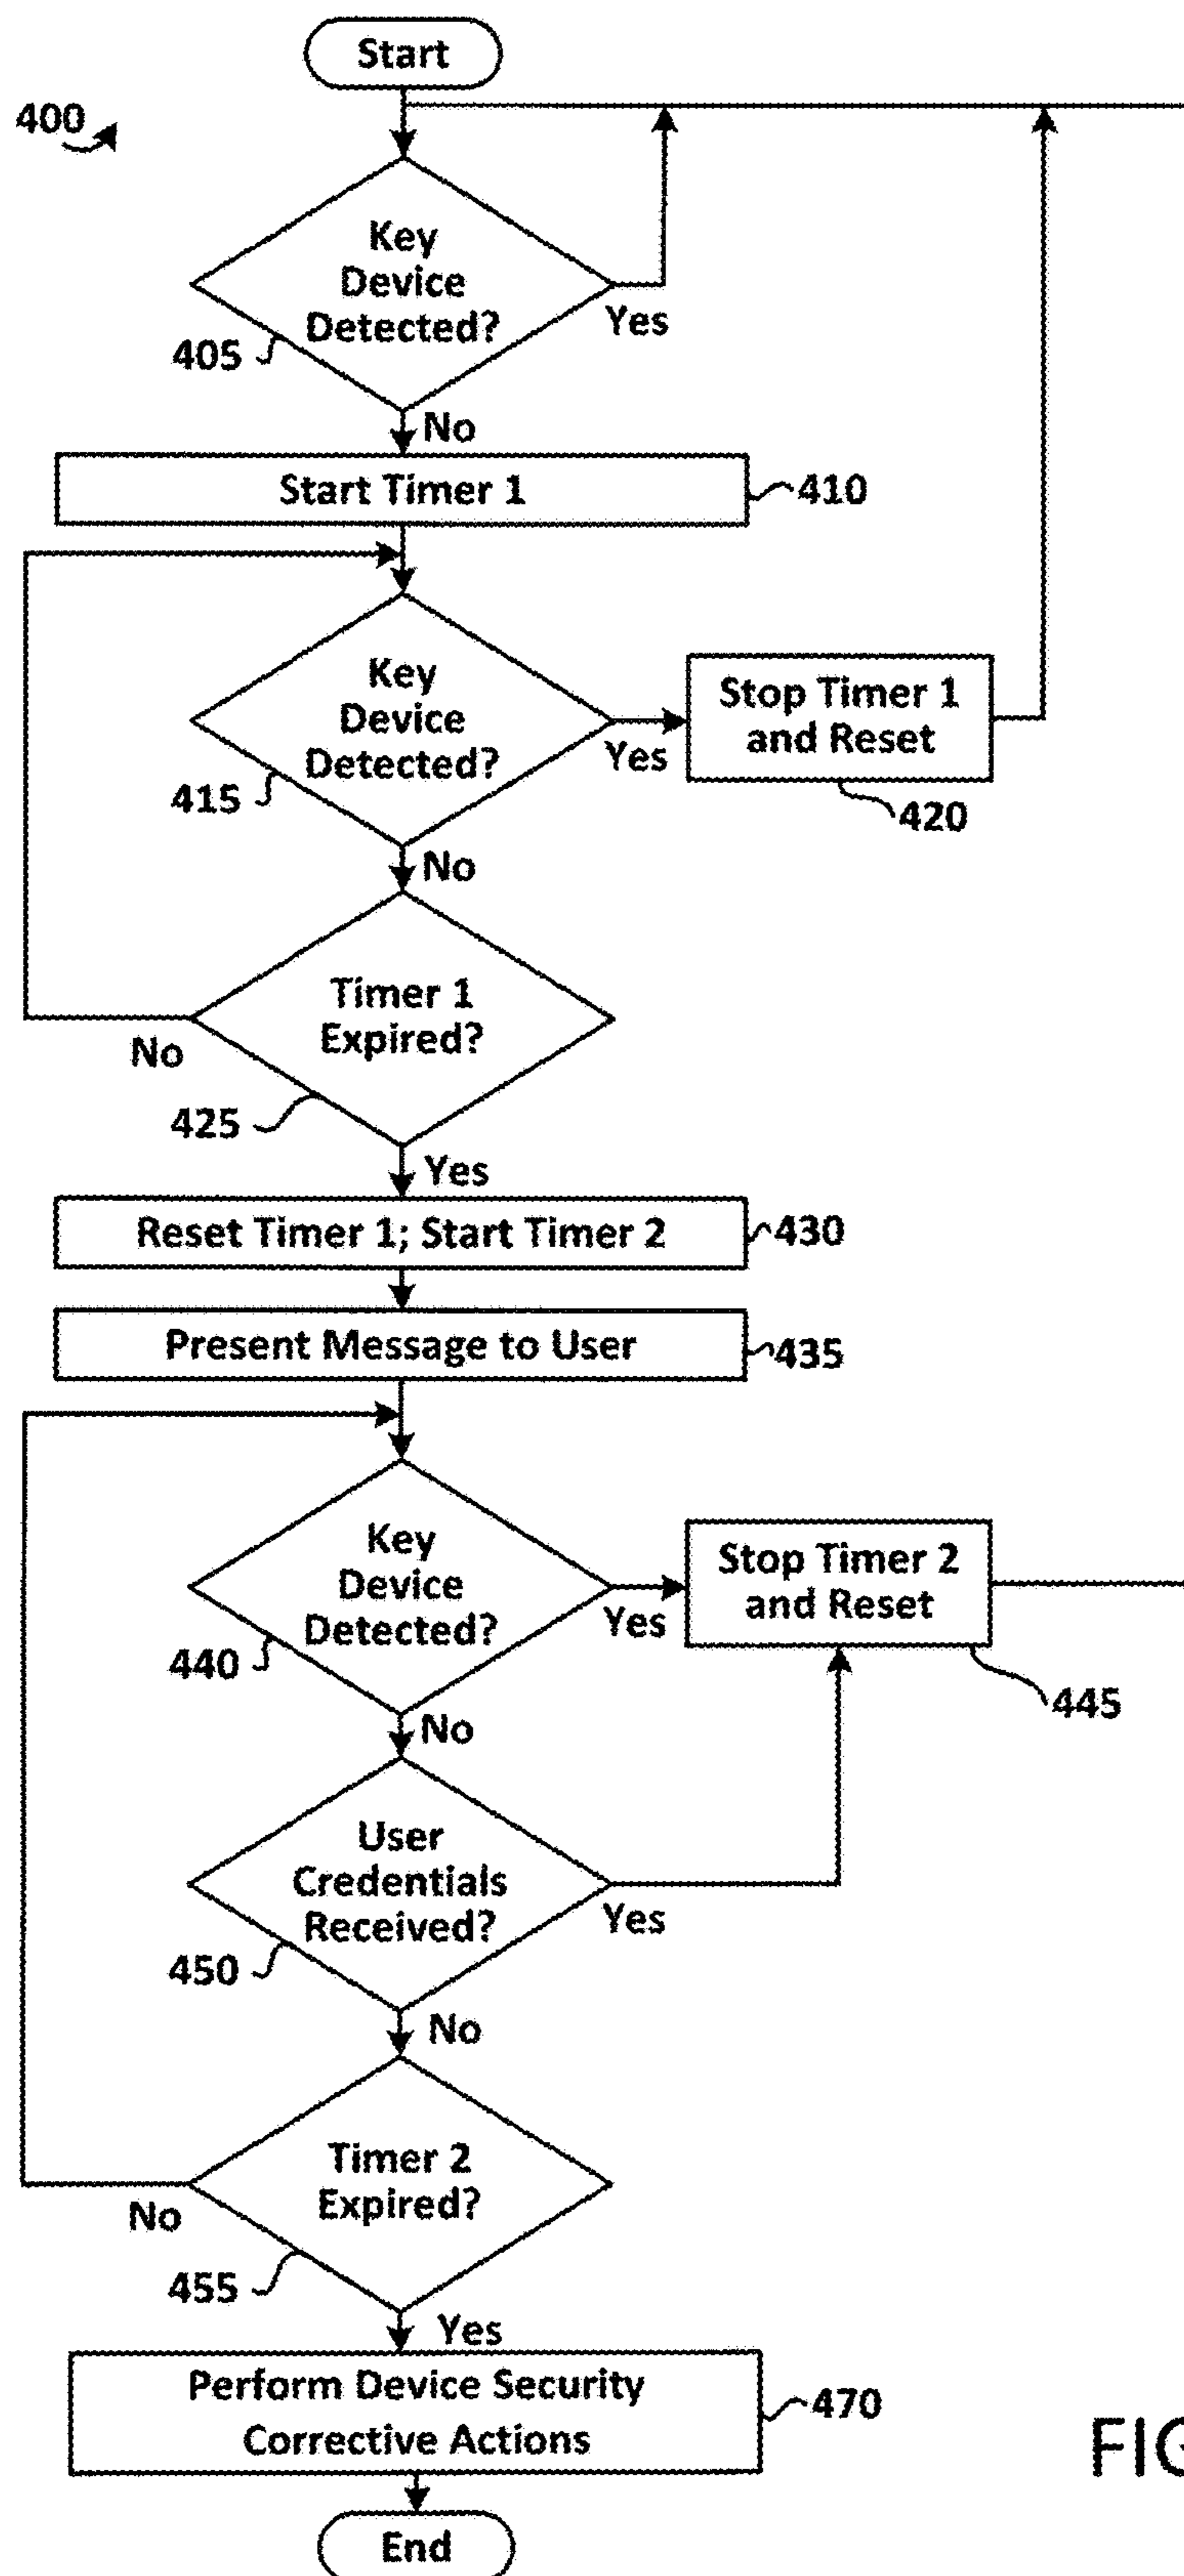 Start
400
Key
Device
Detected?
Yes
405
No
Start Timer 1
410
Key
Device
Detected?
Yes
Stop Timer 1
and Reset
415
420
No
Timer 1
Expired?
No
425
Yes
Reset Timer 1; Start Timer 2
430
Present Message to User
435
Key
Device
Detected?
Yes
Stop Timer 2
and Reset
440
445
No
User
Credentials
Received?
Yes
450
No
Timer 2
Expired?
No
455
Yes
Perform Device Security
Corrective Actions
470
End